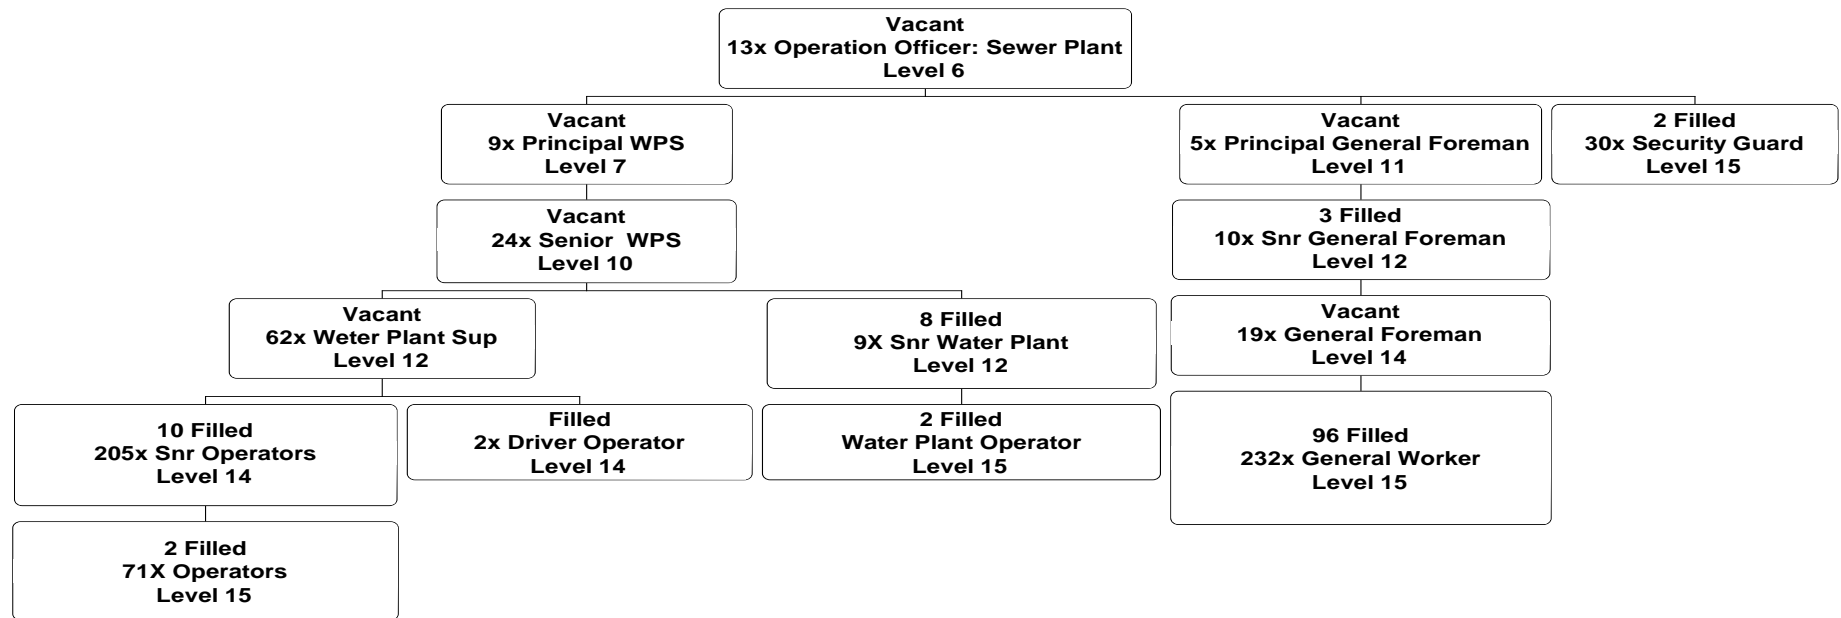 Vacant
13x Operation Officer: Sewer Plant
Level 6
Vacant
9x Principal WPS
Level 7
Vacant
5x Principal General Foreman
Level 11
2 Filled
30x Security Guard
Level 15
Vacant
24x Senior WPS
Level 10
3 Filled
10x Snr General Foreman
Level 12
Vacant
62x Weter Plant Sup
Level 12
8 Filled
9X Snr Water Plant
Level 12
Vacant
19x General Foreman
Level 14
10 Filled
205x Snr Operators
Level 14
Filled
2x Driver Operator
Level 14
2 Filled
Water Plant Operator
Level 15
96 Filled
232x General Worker
Level 15
2 Filled
71X Operators
Level 15